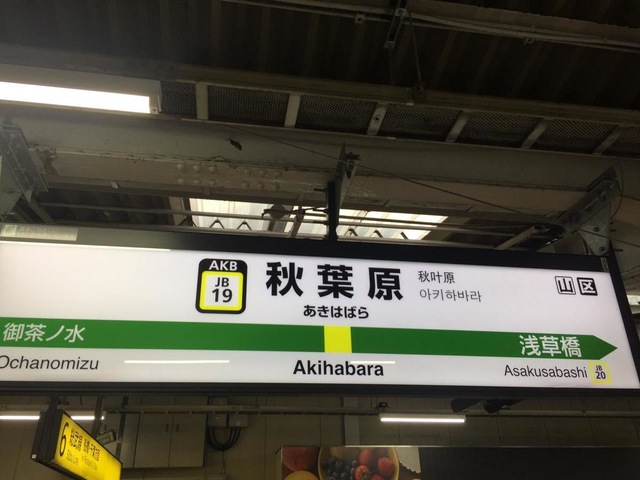 AKB
JB
19
秋葉原
秋叶原
아키하바라
あきはばら
山区
御茶ノ水
浅草橋
Ochanomizu
Akihabara
Asakusabashi
JB
20
6